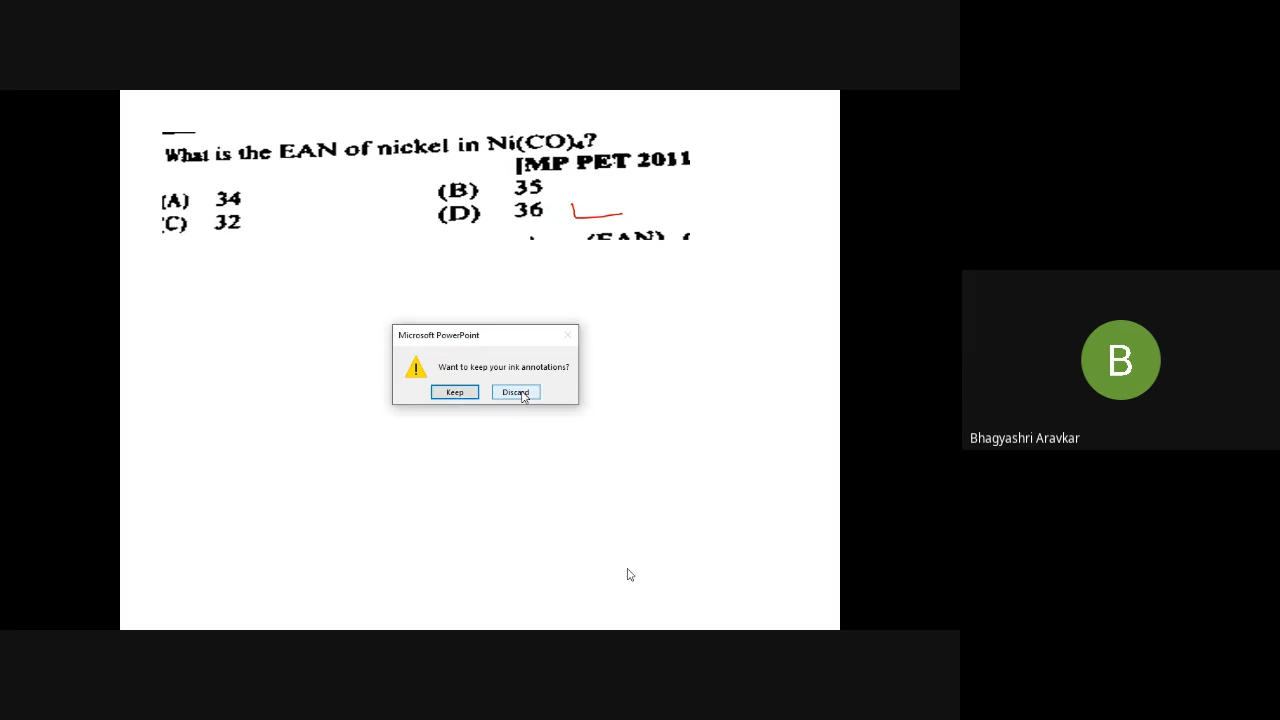 What is the EAN of nickel in Ni(CO)₄?
[MP PET 2011
(A) 34 (B) 35
(C) 32 (D) 36
(EAN)
Microsoft PowerPoint
Want to keep your ink annotations?
Keep Discard
B
Bhagyashri Aravkar